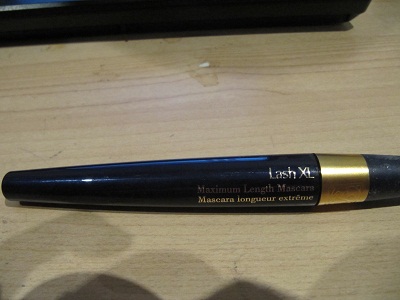 Lash XL
Maximum Length Mascara
Mascara longueur extrême